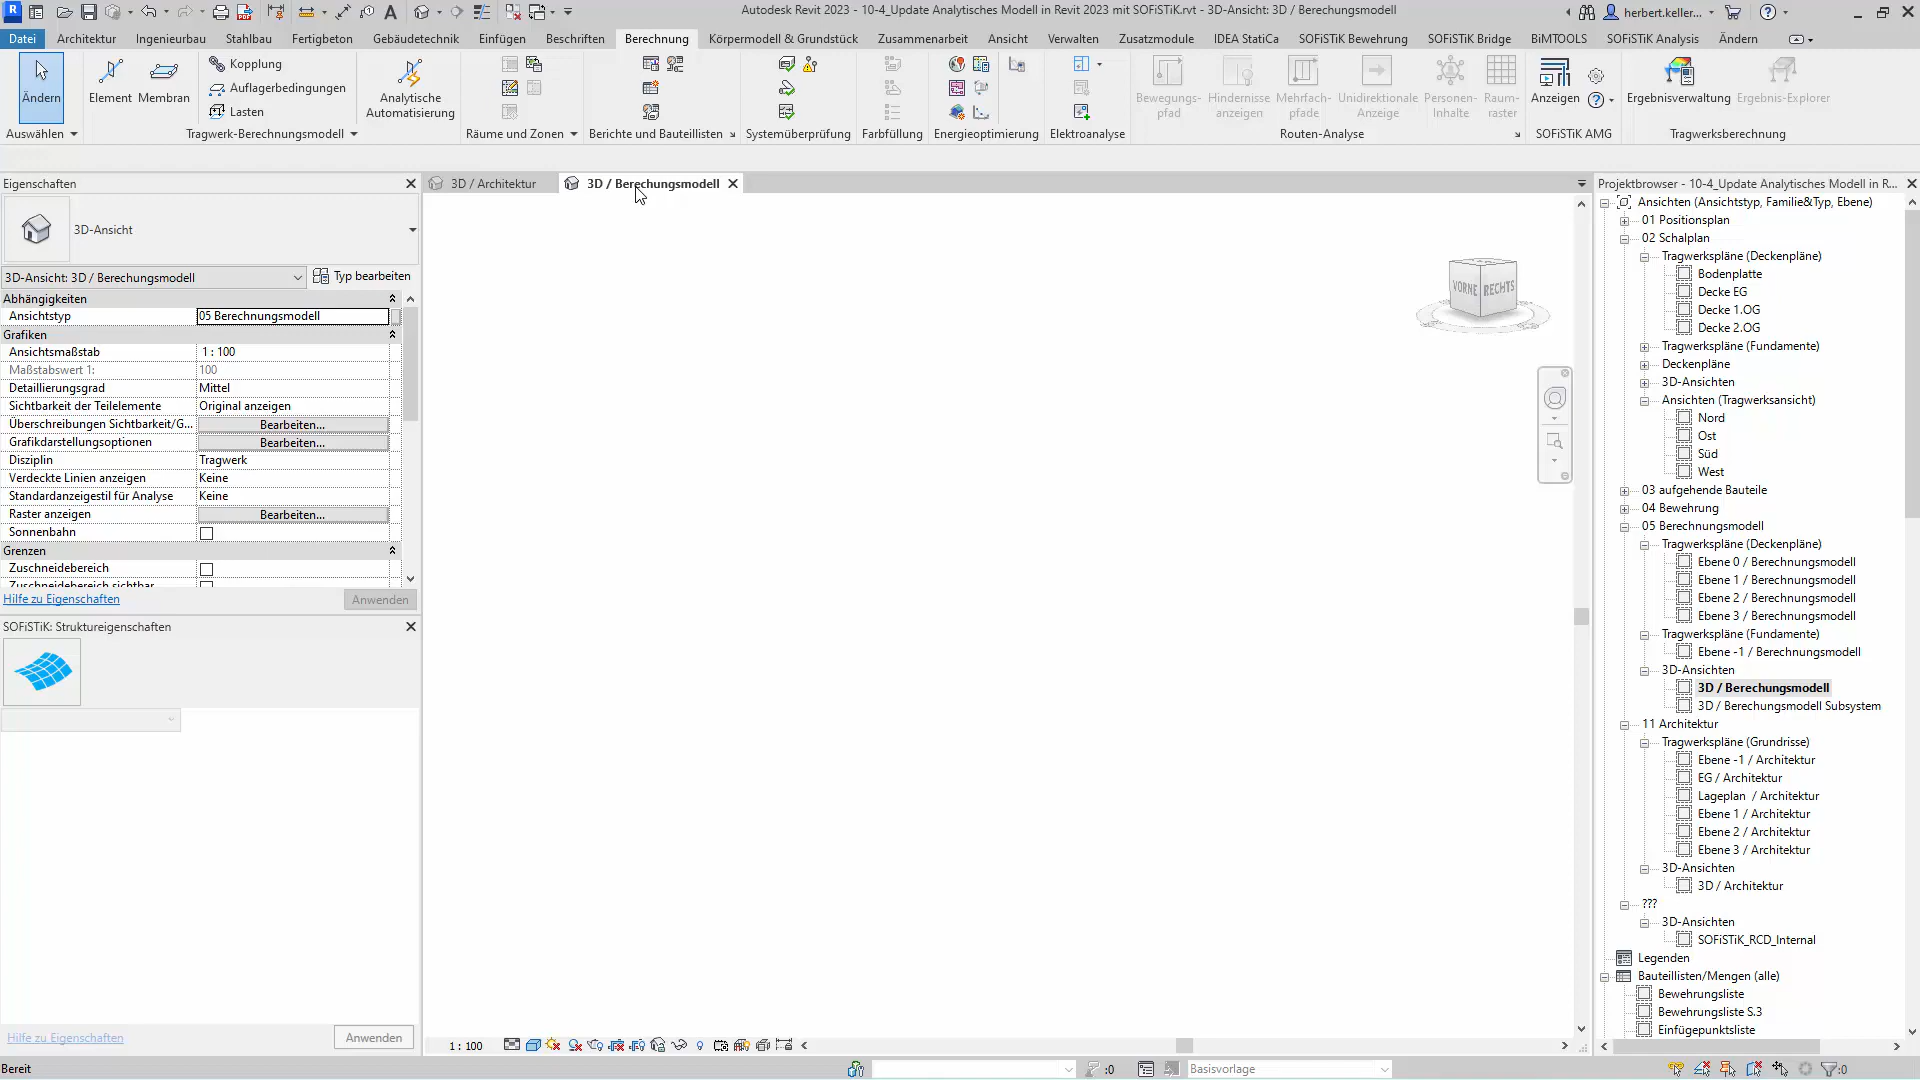 Autodesk Revit 2023 - 10-4_Update Analytisches Modell in Revit 2023 mit SOFiSTiK.rvt - 3D-Ansicht: 3D / Berechungsmodell
herbert.keller...
Datei Architektur Ingenieurbau Stahlbau Fertigbeton Gebäudetechnik Einfügen Beschriften Berechnung Körpermodell & Grundstück Zusammenarbeit Ansicht Verwalten Zusatzmodule IDEA StatiCa SOFiSTiK Bewehrung SOFiSTiK Bridge BiMTOOLS SOFiSTiK Analysis Ändern
Ändern
Element
Membran
Kopplung
Auflagerbedingungen
Lasten
Analytische
Automatisierung
Bewegungs-
pfad
Hindernisse
anzeigen
Mehrfach-
pfade
Unidirektionale
Anzeige
Personen-
Inhalte
Raum-
raster
Anzeigen
Ergebnisverwaltung
Ergebnis-Explorer
Auswählen Tragwerk-Berechnungsmodell Räume und Zonen Berichte und Bauteillisten Systemüberprüfung Farbfüllung Energieoptimierung Elektroanalyse Routen-Analyse SOFiSTiK AMG Tragwerksberechnung
Eigenschaften
3D-Ansicht
3D-Ansicht: 3D / Berechungsmodell Typ bearbeiten
Abhängigkeiten
Ansichtstyp 05 Berechnungsmodell
Grafiken
Ansichtsmaßstab 1 : 100
Maßstabswert 1: 100
Detaillierungsgrad Mittel
Sichtbarkeit der Teilelemente Original anzeigen
Überschreibungen Sichtbarkeit/G... Bearbeiten...
Grafikdarstellungsoptionen Bearbeiten...
Disziplin Tragwerk
Verdeckte Linien anzeigen Keine
Standardanzeigestil für Analyse Keine
Raster anzeigen Bearbeiten...
Sonnenbahn
Grenzen
Zuschneidebereich
Zuschneidebereich sichtbar
Hilfe zu Eigenschaften Anwenden
SOFiSTiK: Struktureigenschaften
Hilfe zu Eigenschaften Anwenden
3D / Architektur 3D / Berechungsmodell
VORNE RECHTS
1 : 100
Projektbrowser - 10-4_Update Analytisches Modell in R...
Ansichten (Ansichtstyp, Familie&Typ, Ebene)
01 Positionsplan
02 Schalplan
Tragwerkspläne (Deckenpläne)
Bodenplatte
Decke EG
Decke 1.OG
Decke 2.OG
Tragwerkspläne (Fundamente)
Deckenpläne
3D-Ansichten
Ansichten (Tragwerksansicht)
Nord
Ost
Süd
West
03 aufgehende Bauteile
04 Bewehrung
05 Berechnungsmodell
Tragwerkspläne (Deckenpläne)
Ebene 0 / Berechnungsmodell
Ebene 1 / Berechnungsmodell
Ebene 2 / Berechnungsmodell
Ebene 3 / Berechnungsmodell
Tragwerkspläne (Fundamente)
Ebene -1 / Berechnungsmodell
3D-Ansichten
3D / Berechungsmodell
3D / Berechungsmodell Subsystem
11 Architektur
Tragwerkspläne (Grundrisse)
Ebene -1 / Architektur
EG / Architektur
Lageplan / Architektur
Ebene 1 / Architektur
Ebene 2 / Architektur
Ebene 3 / Architektur
3D-Ansichten
3D / Architektur
???
3D-Ansichten
SOFiSTiK_RCD_Internal
Legenden
Bauteillisten/Mengen (alle)
Bewehrungsliste
Bewehrungsliste S.3
Einfügepunktsliste
Bereit :0 Basisvorlage :0